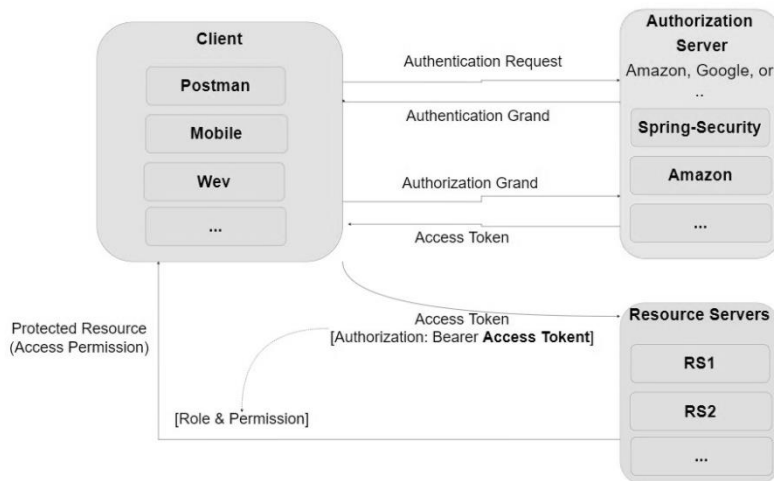 Client
Postman
Mobile
Wev
...
Authentication Request
Authentication Grand
Authorization Grand
Access Token
Authorization
Server
Amazon, Google, or
..
Spring-Security
Amazon
...
Protected Resource
(Access Permission)
Access Token
[Authorization: Bearer Access Tokent]
[Role & Permission]
Resource Servers
RS1
RS2
...